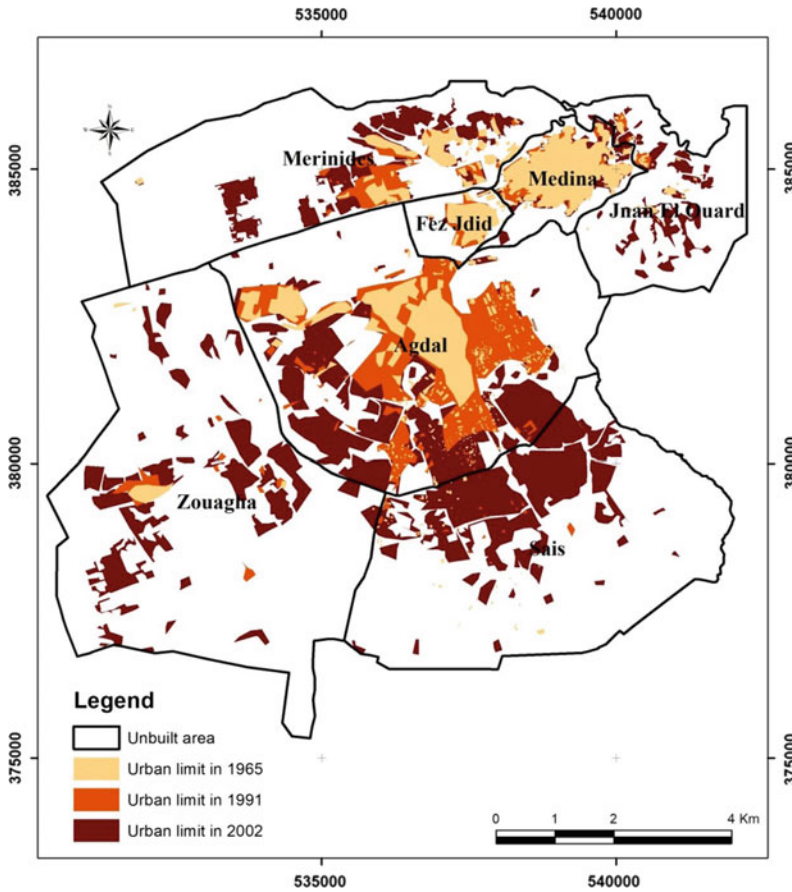 535000 540000
385000 385000
Merinides
Medina
Jnan El Ouard
Fez Jdid
Agdal
380000 380000
Zouagha
Sais
Legend
Unbuilt area
Urban limit in 1965
Urban limit in 1991
Urban limit in 2002
375000 375000
0 1 2 4 Km
535000 540000